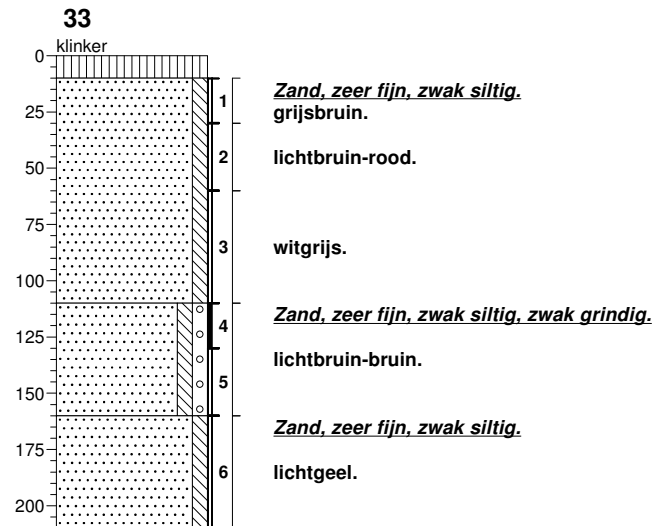 33
klinker
0
1
Zand, zeer fijn, zwak siltig.
25
grijsbruin.
2
lichtbruin-rood.
50
75
3
witgrijs.
100
4
Zand, zeer fijn, zwak siltig, zwak grindig.
125
lichtbruin-bruin.
5
150
Zand, zeer fijn, zwak siltig.
175
6
lichtgeel.
200